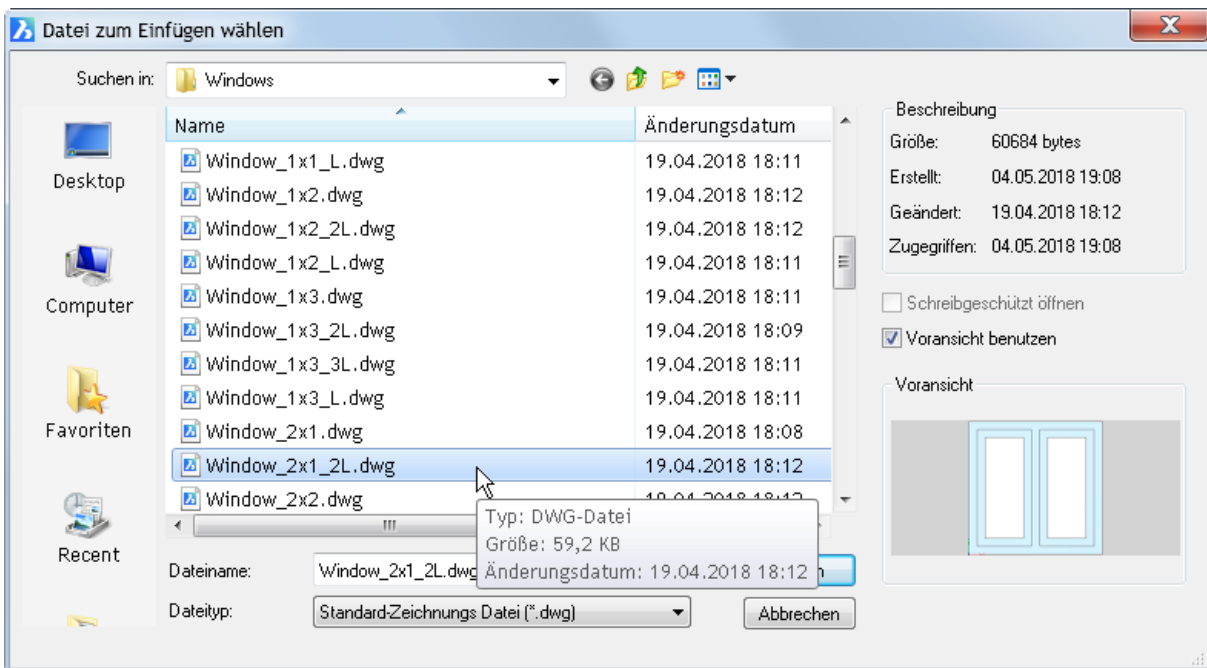 Datei zum Einfügen wählen
Suchen in: Windows
Desktop
Computer
Favoriten
Recent
Name Änderungsdatum
Window_1x1_L.dwg 19.04.2018 18:11
Window_1x2.dwg 19.04.2018 18:12
Window_1x2_2L.dwg 19.04.2018 18:12
Window_1x2_L.dwg 19.04.2018 18:11
Window_1x3.dwg 19.04.2018 18:11
Window_1x3_2L.dwg 19.04.2018 18:09
Window_1x3_3L.dwg 19.04.2018 18:11
Window_1x3_L.dwg 19.04.2018 18:11
Window_2x1.dwg 19.04.2018 18:08
Window_2x1_2L.dwg 19.04.2018 18:12
Window_2x2.dwg
Typ: DWG-Datei
Größe: 59,2 KB
Änderungsdatum: 19.04.2018 18:12
Dateiname: Window_2x1_2L.dwg
Dateityp: Standard-Zeichnungs Datei (*.dwg) Abbrechen
Beschreibung
Größe: 60684 bytes
Erstellt: 04.05.2018 19:08
Geändert: 19.04.2018 18:12
Zugegriffen: 04.05.2018 19:08
Schreibgeschützt öffnen
Voransicht benutzen
Voransicht